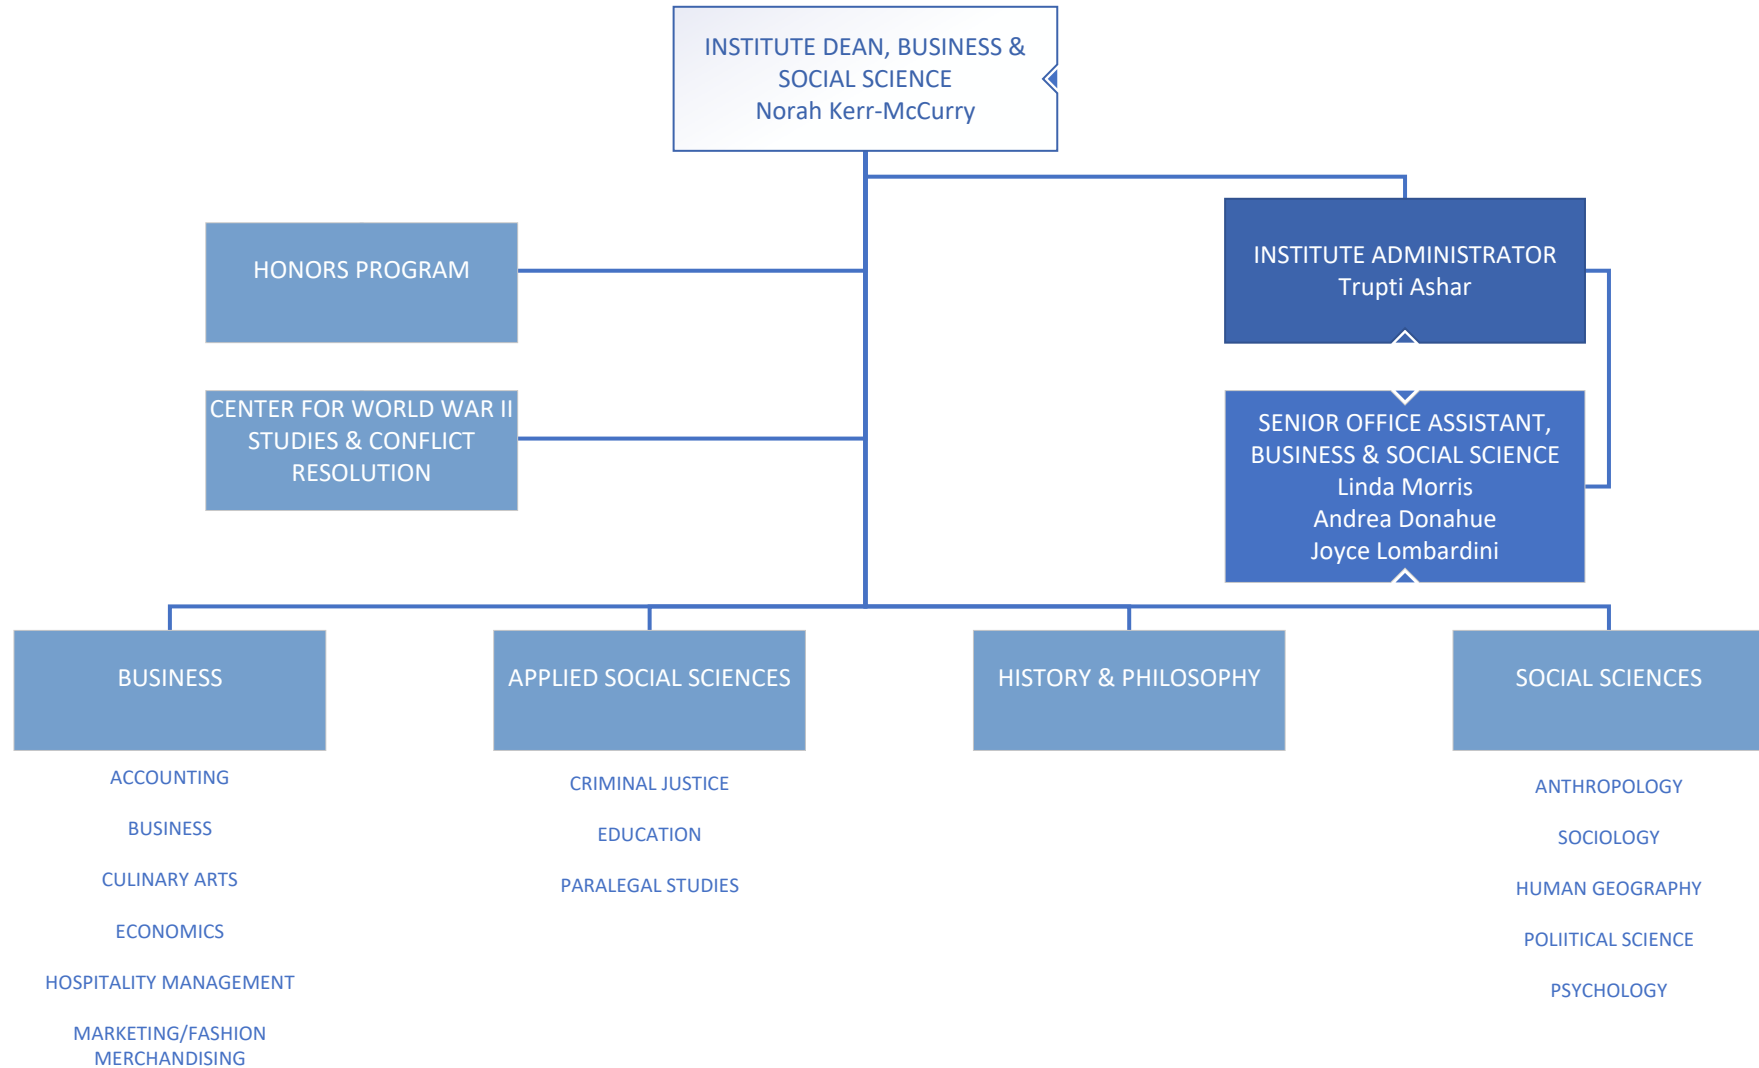 INSTITUTE DEAN, BUSINESS &
SOCIAL SCIENCE
Norah Kerr-McCurry
HONORS PROGRAM
INSTITUTE ADMINISTRATOR
Trupti Ashar
CENTER FOR WORLD WAR II
STUDIES & CONFLICT
RESOLUTION
SENIOR OFFICE ASSISTANT,
BUSINESS & SOCIAL SCIENCE
Linda Morris
Andrea Donahue
Joyce Lombardini
BUSINESS
ACCOUNTING
BUSINESS
CULINARY ARTS
ECONOMICS
HOSPITALITY MANAGEMENT
MARKETING/FASHION
MERCHANDISING
APPLIED SOCIAL SCIENCES
CRIMINAL JUSTICE
EDUCATION
PARALEGAL STUDIES
HISTORY & PHILOSOPHY
SOCIAL SCIENCES
ANTHROPOLOGY
SOCIOLOGY
HUMAN GEOGRAPHY
POLIITICAL SCIENCE
PSYCHOLOGY